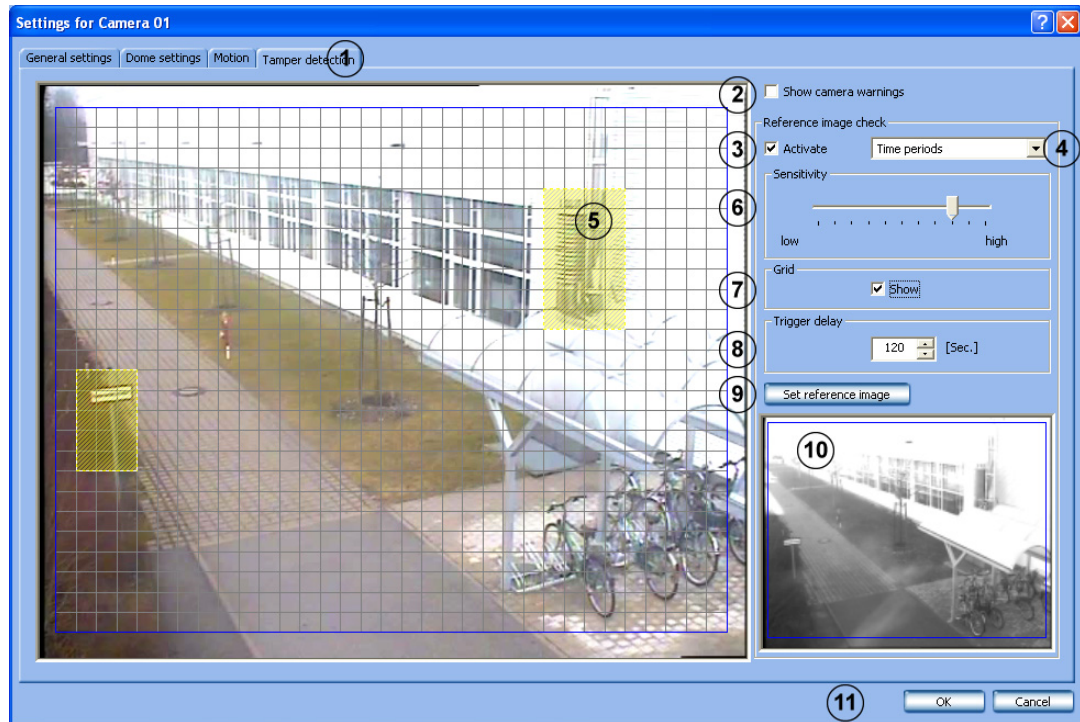 Settings for Camera 01
General settings
Dome settings
Motion
Tamper detection
1
2
Show camera warnings
Reference image check
3
Activate
Time periods
4
Sensitivity
5
6
low
high
Grid
7
Show
Trigger delay
8
120
[Sec.]
9
Set reference image
10
11
OK
Cancel